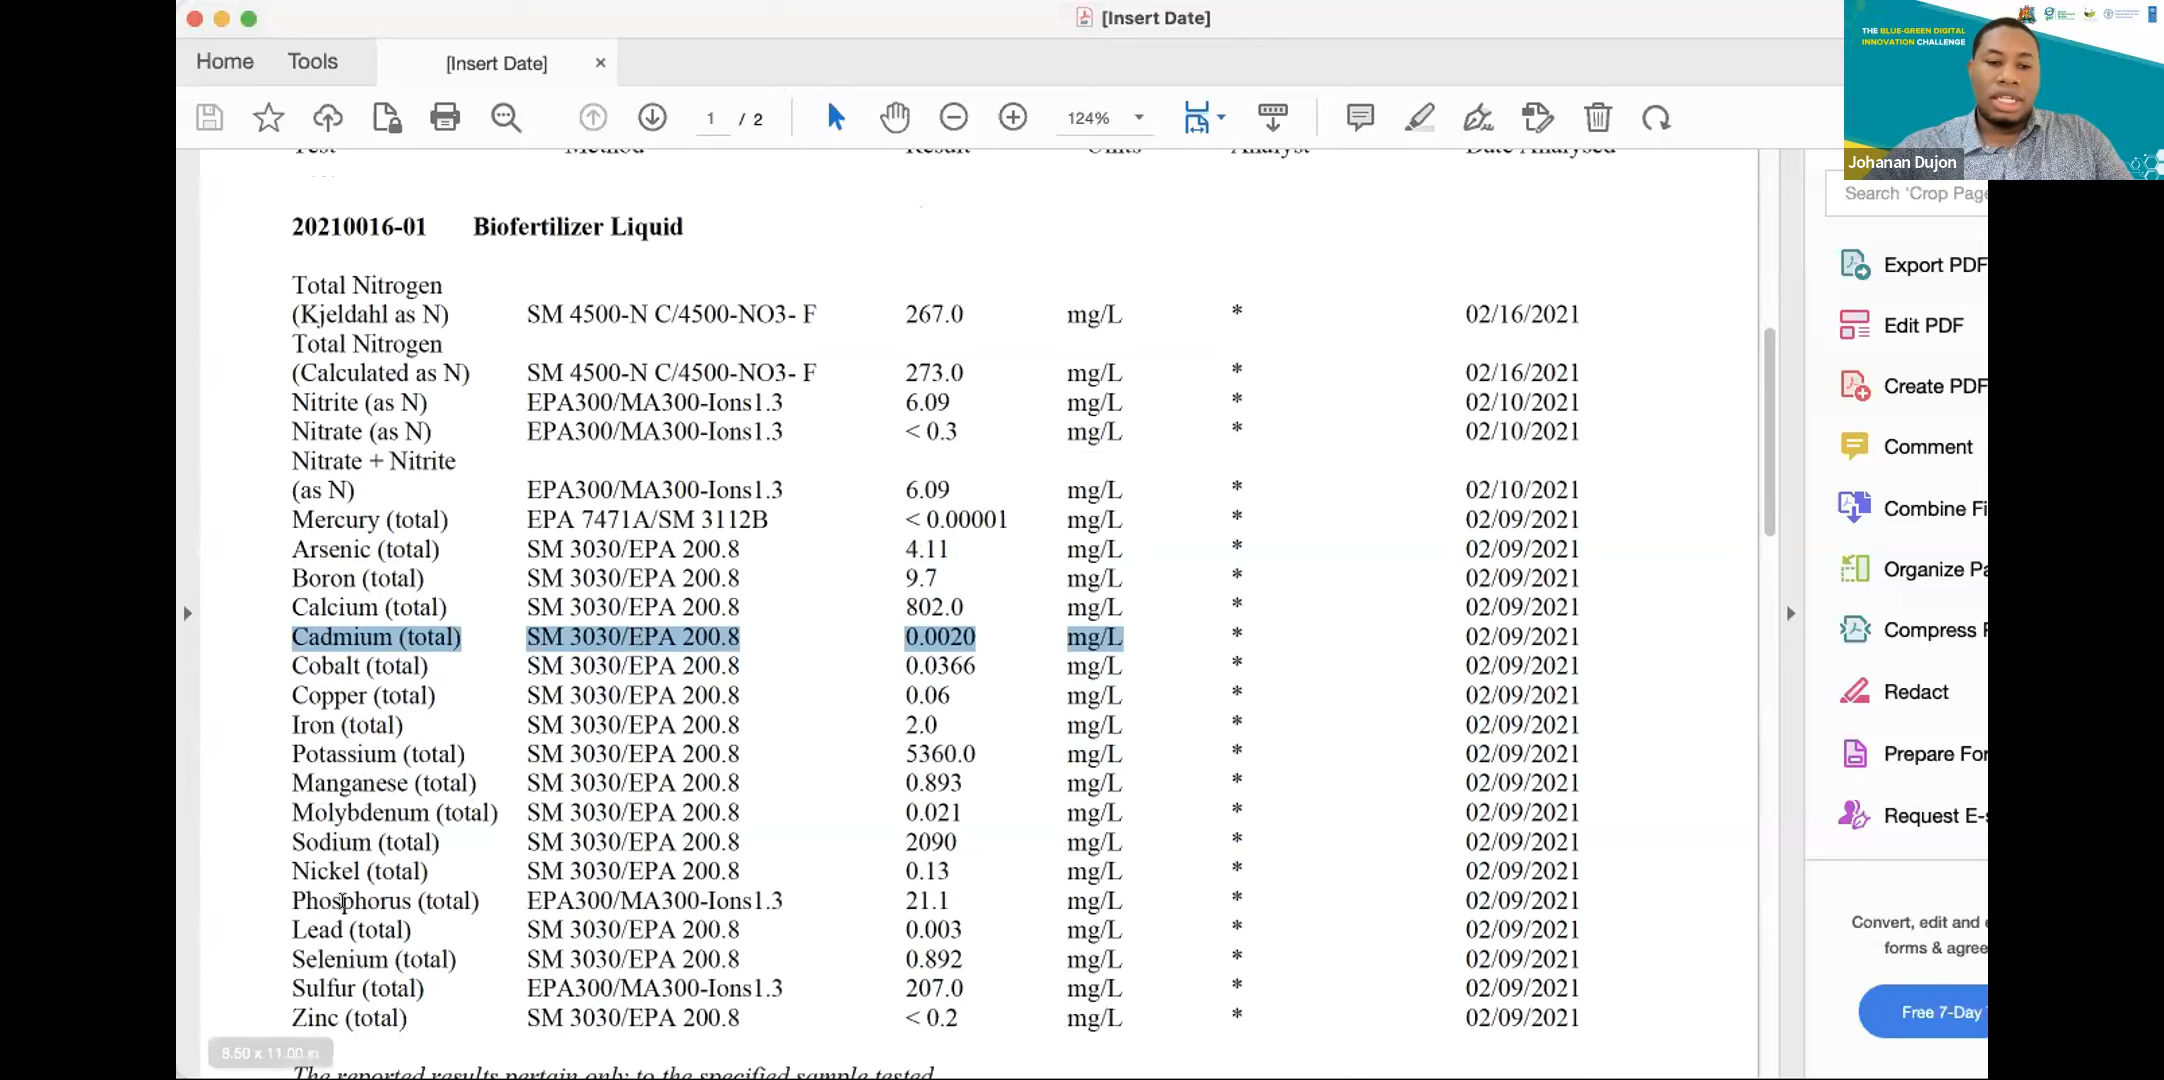 [Insert Date]
Home Tools [Insert Date] ×
1 / 2 124%
THE BLUE-GREEN DIGITAL
INNOVATION CHALLENGE
Johanan Dujon
Test Method Result Units Analyst Date Analysed
20210016-01 Biofertilizer Liquid
Total Nitrogen
(Kjeldahl as N) SM 4500-N C/4500-NO3- F 267.0 mg/L * 02/16/2021
Total Nitrogen
(Calculated as N) SM 4500-N C/4500-NO3- F 273.0 mg/L * 02/16/2021
Nitrite (as N) EPA300/MA300-Ions1.3 6.09 mg/L * 02/10/2021
Nitrate (as N) EPA300/MA300-Ions1.3 < 0.3 mg/L * 02/10/2021
Nitrate + Nitrite
(as N) EPA300/MA300-Ions1.3 6.09 mg/L * 02/10/2021
Mercury (total) EPA 7471A/SM 3112B < 0.00001 mg/L * 02/09/2021
Arsenic (total) SM 3030/EPA 200.8 4.11 mg/L * 02/09/2021
Boron (total) SM 3030/EPA 200.8 9.7 mg/L * 02/09/2021
Calcium (total) SM 3030/EPA 200.8 802.0 mg/L * 02/09/2021
Cadmium (total) SM 3030/EPA 200.8 0.0020 mg/L * 02/09/2021
Cobalt (total) SM 3030/EPA 200.8 0.0366 mg/L * 02/09/2021
Copper (total) SM 3030/EPA 200.8 0.06 mg/L * 02/09/2021
Iron (total) SM 3030/EPA 200.8 2.0 mg/L * 02/09/2021
Potassium (total) SM 3030/EPA 200.8 5360.0 mg/L * 02/09/2021
Manganese (total) SM 3030/EPA 200.8 0.893 mg/L * 02/09/2021
Molybdenum (total) SM 3030/EPA 200.8 0.021 mg/L * 02/09/2021
Sodium (total) SM 3030/EPA 200.8 2090 mg/L * 02/09/2021
Nickel (total) SM 3030/EPA 200.8 0.13 mg/L * 02/09/2021
Phosphorus (total) EPA300/MA300-Ions1.3 21.1 mg/L * 02/09/2021
Lead (total) SM 3030/EPA 200.8 0.003 mg/L * 02/09/2021
Selenium (total) SM 3030/EPA 200.8 0.892 mg/L * 02/09/2021
Sulfur (total) EPA300/MA300-Ions1.3 207.0 mg/L * 02/09/2021
Zinc (total) SM 3030/EPA 200.8 < 0.2 mg/L * 02/09/2021
The reported results pertain only to the specified sample tested
8.50 x 11.00 in
Search 'Crop Page
Export PDF
Edit PDF
Create PDF
Comment
Combine Fi
Organize Pa
Compress P
Redact
Prepare For
Request E-s
Convert, edit and e
forms & agree
Free 7-Day